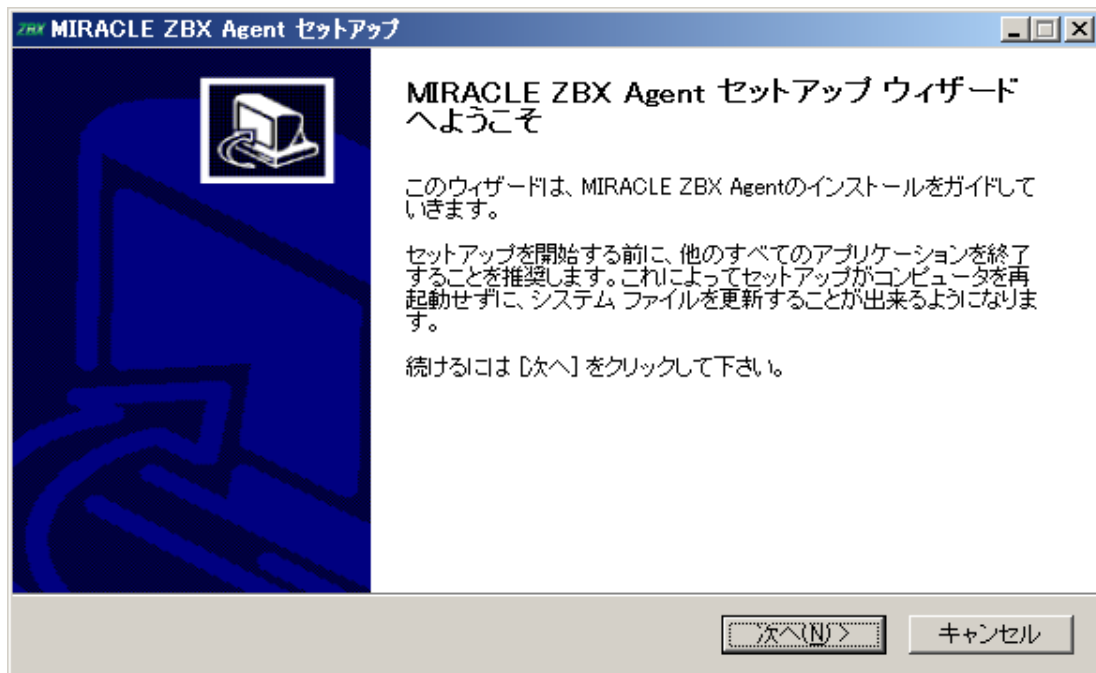 ZBX MIRACLE ZBX Agent セットアップ
MIRACLE ZBX Agent セットアップ ウィザード
へようこそ
このウィザードは、MIRACLE ZBX Agentのインストールをガイドして
いきます。
セットアップを開始する前に、他のすべてのアプリケーションを終了
することを推奨します。これによってセットアップがコンピュータを再
起動せずに、システム ファイルを更新することが出来るようになりま
す。
続けるには [次へ] をクリックして下さい。
次へ(N) >
キャンセル